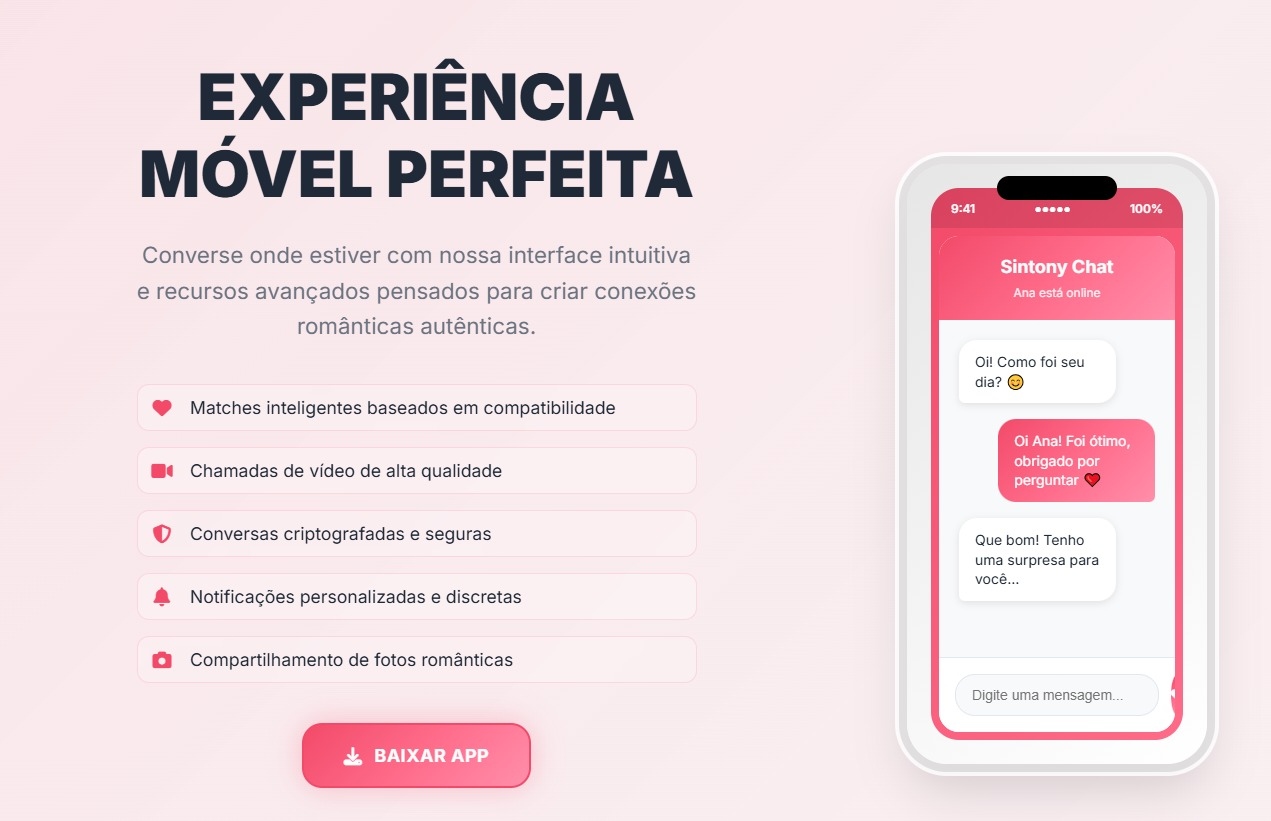 EXPERIÊNCIA
MÓVEL PERFEITA
Converse onde estiver com nossa interface intuitiva
e recursos avançados pensados para criar conexões
românticas autênticas.
Matches inteligentes baseados em compatibilidade
Chamadas de vídeo de alta qualidade
Conversas criptografadas e seguras
Notificações personalizadas e discretas
Compartilhamento de fotos românticas
BAIXAR APP
9:41 ●●●●● 100%
Sintony Chat
Ana está online
Oi! Como foi seu
dia? 😊
Oi Ana! Foi ótimo,
obrigado por
perguntar ❤️
Que bom! Tenho
uma surpresa para
você...
Digite uma mensagem...